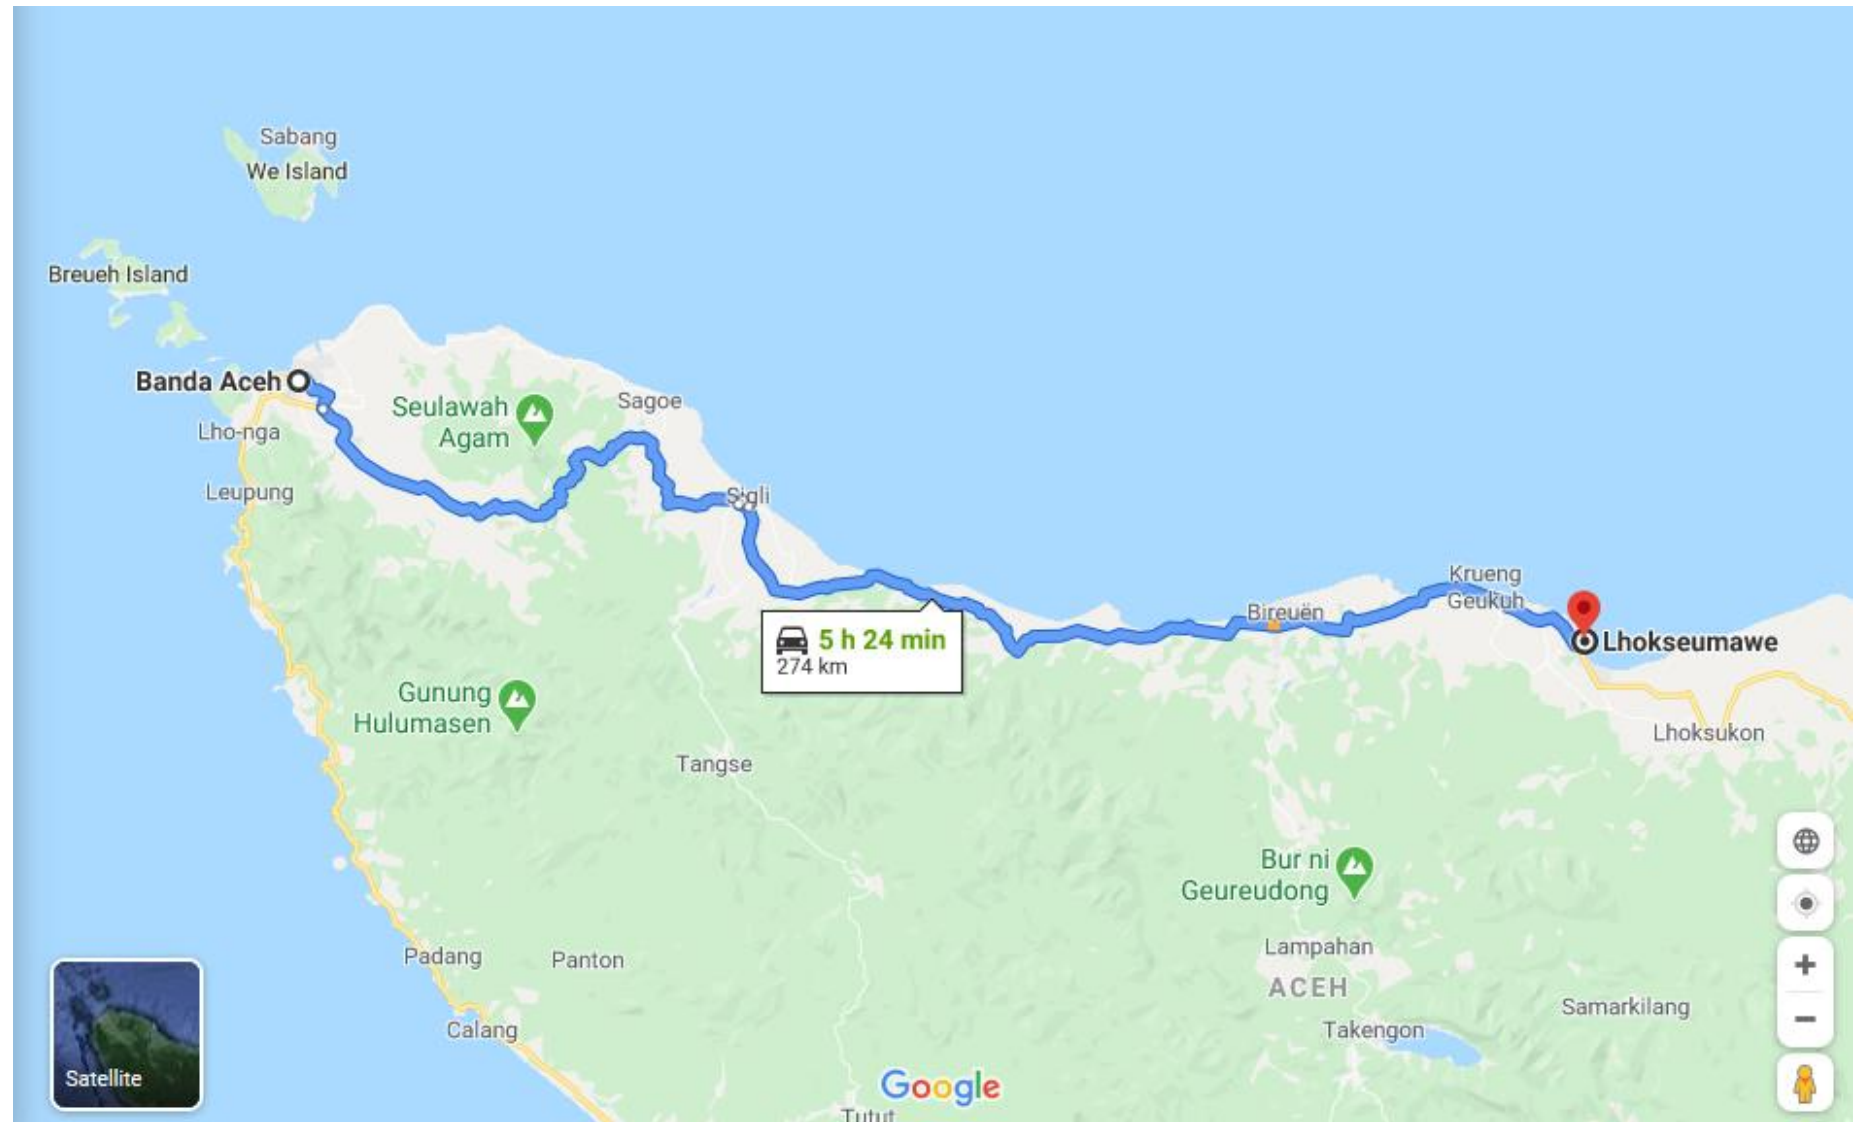 Sabang
We Island
Breueh Island
Banda Aceh
Seulawah
Agam
Sagoe
Lho-nga
Leupung
Sigli
Krueng
Geukuh
Bireuën
5 h 24 min
274 km
Lhokseumawe
Gunung
Hulumasen
Lhoksukon
Tangse
Bur ni
Geureudong
Padang
Panton
Lampahan
ACEH
Samarkilang
Calang
Takengon
Satellite
Google
Tutut